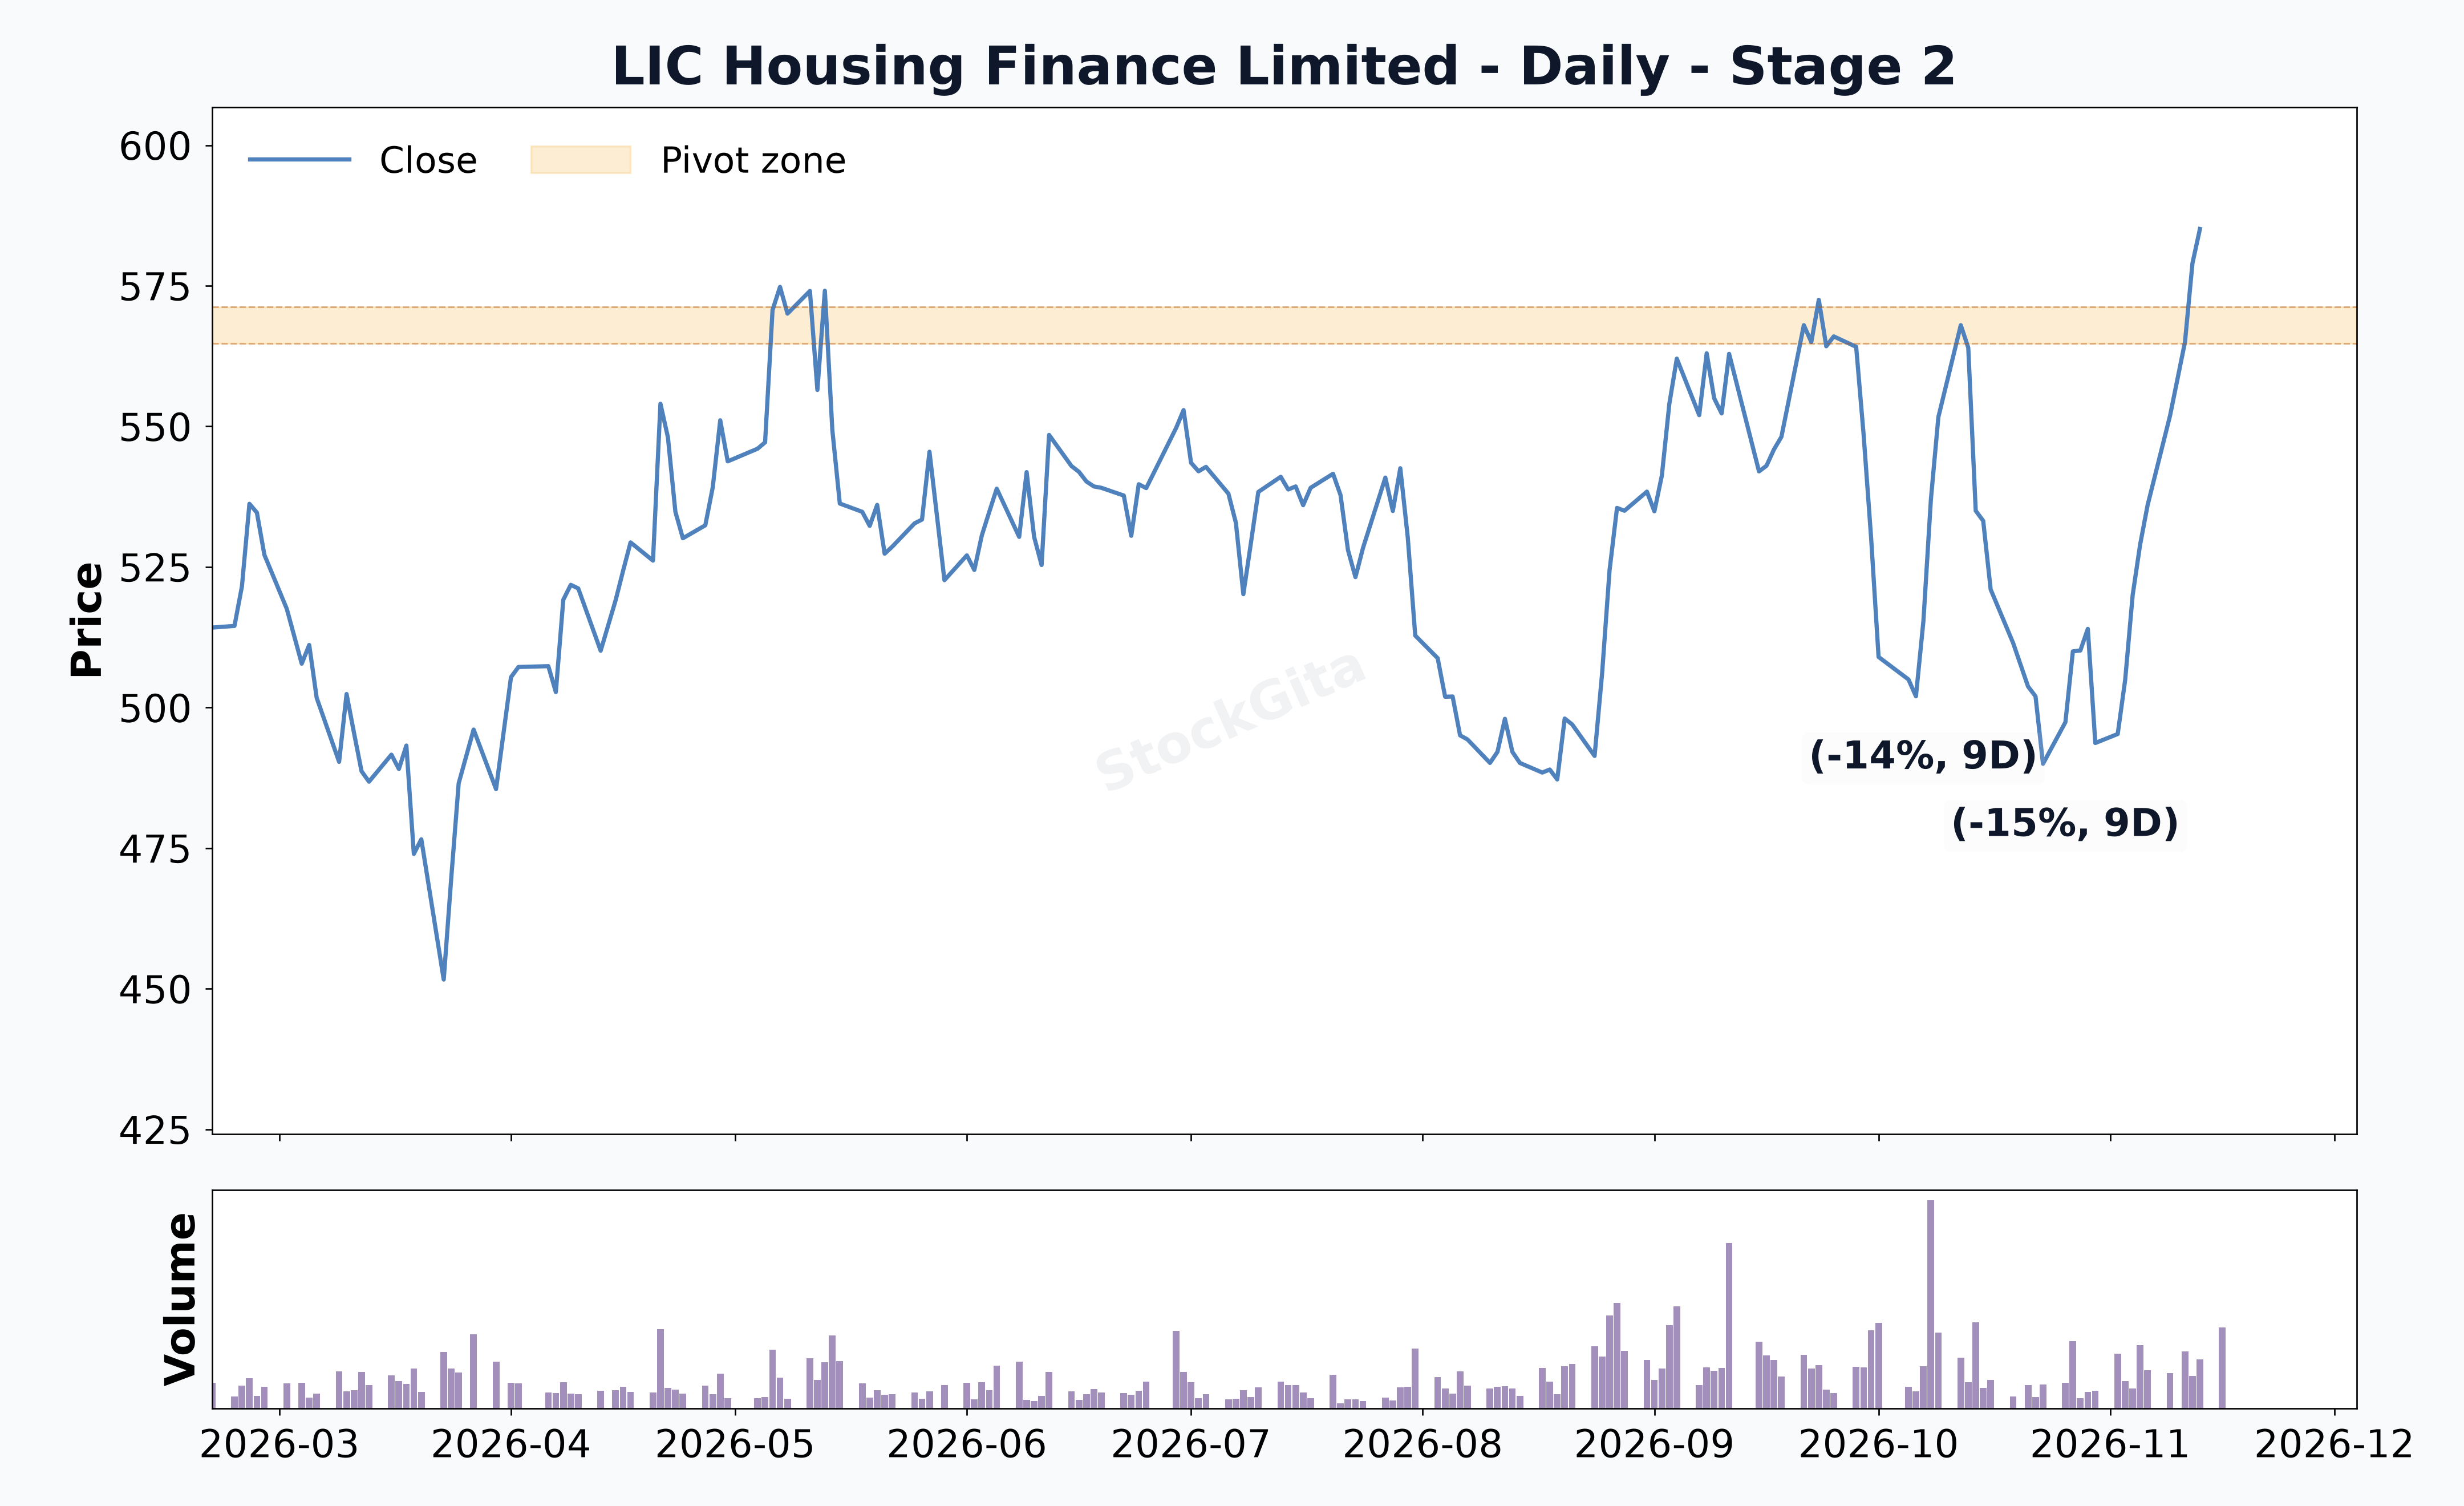 LIC Housing Finance Limited - Daily - Stage 2
Close
Pivot zone
600
575
550
525
500
475
450
425
Price
StockGita
(-14%, 9D)
(-15%, 9D)
Volume
2026-03
2026-04
2026-05
2026-06
2026-07
2026-08
2026-09
2026-10
2026-11
2026-12